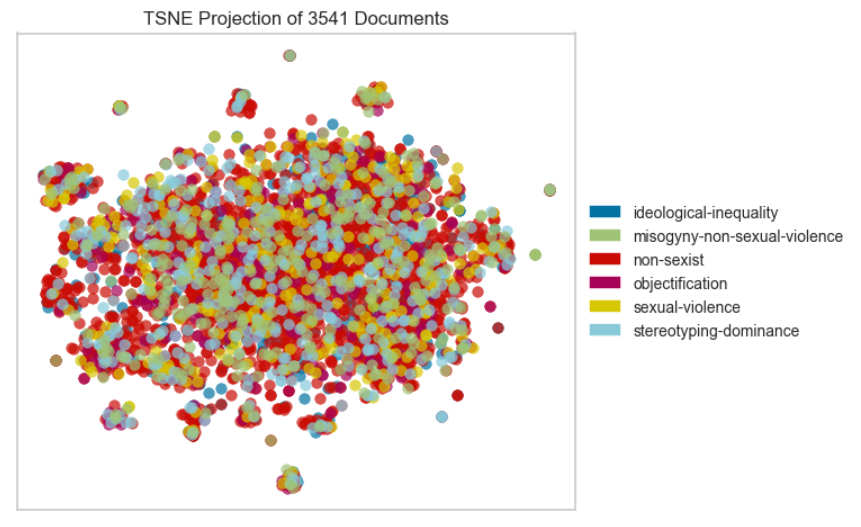 TSNE Projection of 3541 Documents
ideological-inequality
misogyny-non-sexual-violence
non-sexist
objectification
sexual-violence
stereotyping-dominance